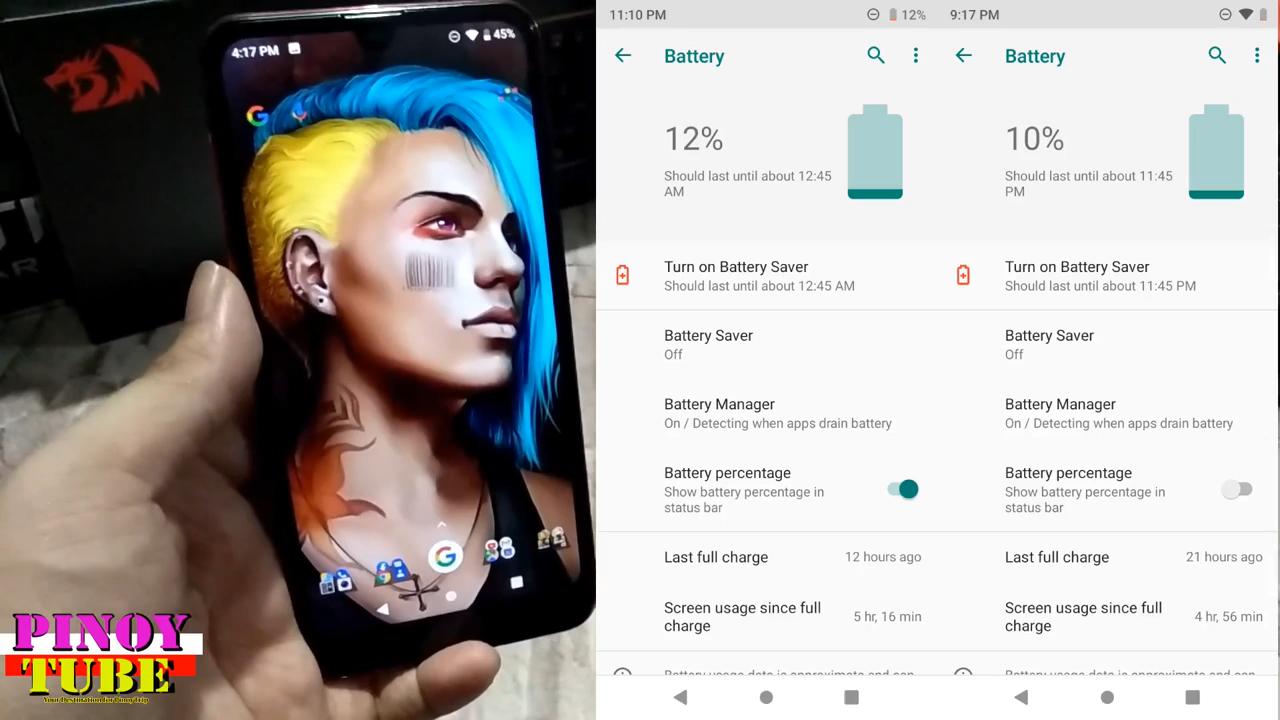 4:17 PM
45%
G
AR
G
PINOY
TUBE
Your Destination for Pinoy Trip
11:10 PM
12%
Battery
12%
Should last until about 12:45
AM
Turn on Battery Saver
Should last until about 12:45 AM
Battery Saver
Off
Battery Manager
On / Detecting when apps drain battery
Battery percentage
Show battery percentage in
status bar
Last full charge
12 hours ago
Screen usage since full
charge
5 hr, 16 min
9:17 PM
Battery
10%
Should last until about 11:45
PM
Turn on Battery Saver
Should last until about 11:45 PM
Battery Saver
Off
Battery Manager
On / Detecting when apps drain battery
Battery percentage
Show battery percentage in
status bar
Last full charge
21 hours ago
Screen usage since full
charge
4 hr, 56 min